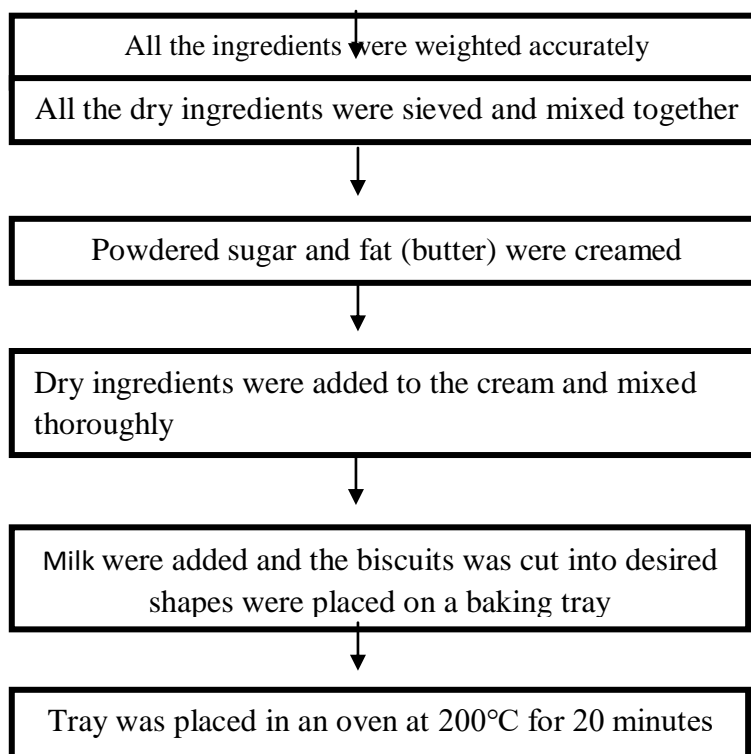 All the ingredients were weighted accurately
All the dry ingredients were sieved and mixed together
Powdered sugar and fat (butter) were creamed
Dry ingredients were added to the cream and mixed
thoroughly
Milk were added and the biscuits was cut into desired
shapes were placed on a baking tray
Tray was placed in an oven at 200°C for 20 minutes